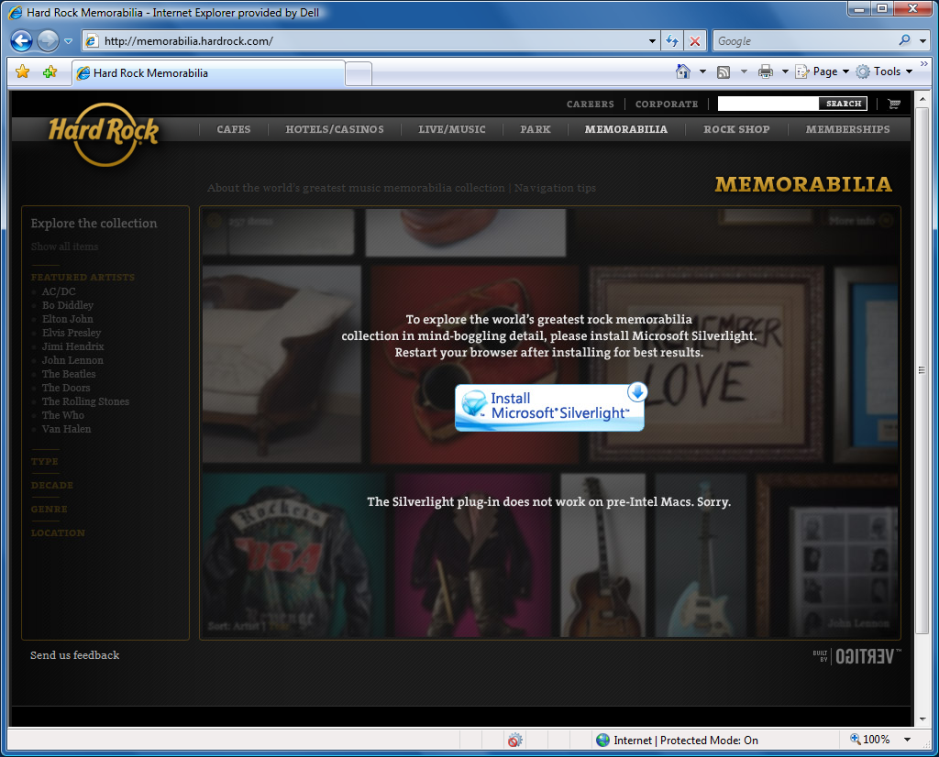 Hard Rock Memorabilia - Internet Explorer provided by Dell
http://memorabilia.hardrock.com/
Google
Hard Rock Memorabilia
Page
Tools
CAREERS | CORPORATE | SEARCH
Hard Rock
CAFES
HOTELS/CASINOS
LIVE/MUSIC
PARK
MEMORABILIA
ROCK SHOP
MEMBERSHIPS
About the world's greatest music memorabilia collection | Navigation tips
MEMORABILIA
Explore the collection
Show all items
FEATURED ARTISTS
AC/DC
Bo Diddley
Elton John
Elvis Presley
Jimi Hendrix
John Lennon
The Beatles
The Doors
The Rolling Stones
The Who
Van Halen
TYPE
DECADE
GENRE
LOCATION
257 items
More info
To explore the world's greatest rock memorabilia
collection in mind-boggling detail, please install Microsoft Silverlight.
Restart your browser after installing for best results.
REMEMBER
LOVE
Install
Microsoft® Silverlight™
The Silverlight plug-in does not work on pre-Intel Macs. Sorry.
Rockers
USA
Revenge
Sort: Artist |
John Lennon
Send us feedback
BUILT BY | VERTIGO™
Internet | Protected Mode: On
100%